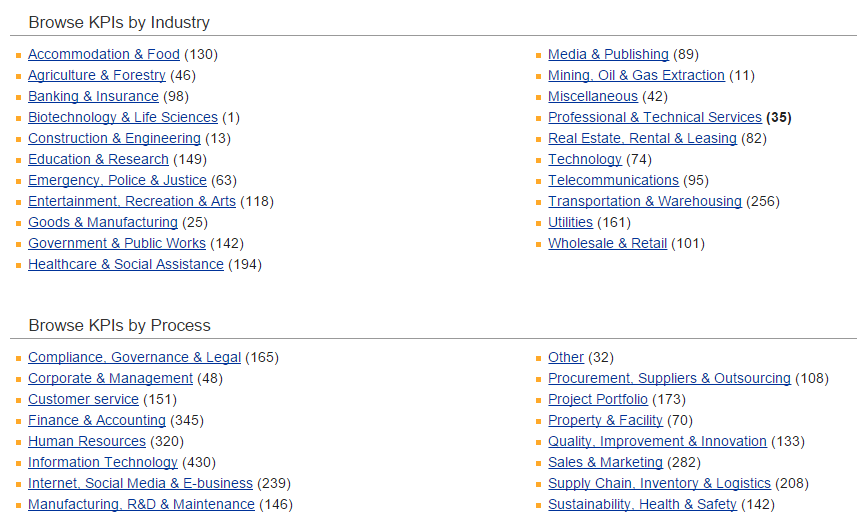 Browse KPIs by Industry
Accommodation & Food (130)
Agriculture & Forestry (46)
Banking & Insurance (98)
Biotechnology & Life Sciences (1)
Construction & Engineering (13)
Education & Research (149)
Emergency, Police & Justice (63)
Entertainment, Recreation & Arts (118)
Goods & Manufacturing (25)
Government & Public Works (142)
Healthcare & Social Assistance (194)
Media & Publishing (89)
Mining, Oil & Gas Extraction (11)
Miscellaneous (42)
Professional & Technical Services (35)
Real Estate, Rental & Leasing (82)
Technology (74)
Telecommunications (95)
Transportation & Warehousing (256)
Utilities (161)
Wholesale & Retail (101)
Browse KPIs by Process
Compliance, Governance & Legal (165)
Corporate & Management (48)
Customer service (151)
Finance & Accounting (345)
Human Resources (320)
Information Technology (430)
Internet, Social Media & E-business (239)
Manufacturing, R&D & Maintenance (146)
Other (32)
Procurement, Suppliers & Outsourcing (108)
Project Portfolio (173)
Property & Facility (70)
Quality, Improvement & Innovation (133)
Sales & Marketing (282)
Supply Chain, Inventory & Logistics (208)
Sustainability, Health & Safety (142)